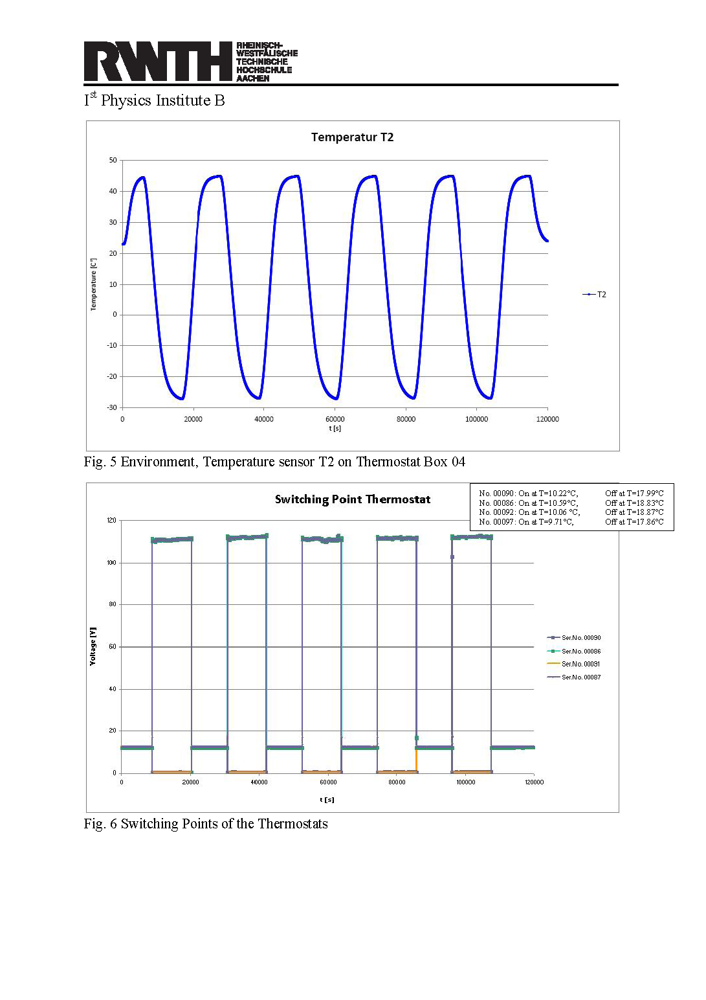 RWTH
RHEINISCH-
WESTFÄLISCHE
TECHNISCHE
HOCHSCHULE
AACHEN
Ist Physics Institute B
Temperatur T2
50
40
30
20
10
0
-10
-20
-30
Temperature [C°]
0 20000 40000 60000 80000 100000 120000
t [s]
T2
Fig. 5 Environment, Temperature sensor T2 on Thermostat Box 04
No. 00090: On at T=10.22°C, Off at T=17.99°C
No. 00086: On at T=10.59°C, Off at T=18.83°C
No. 00092: On at T=10.06 °C, Off at T=18.87°C
No. 00097: On at T=9.71°C, Off at T=17.86°C
Switching Point Thermostat
120
100
80
60
40
20
0
Voltage [V]
0 20000 40000 60000 80000 100000 120000
t [s]
Ser.No. 00090
Ser.No. 00086
Ser.No. 00091
Ser.No. 00087
Fig. 6 Switching Points of the Thermostats